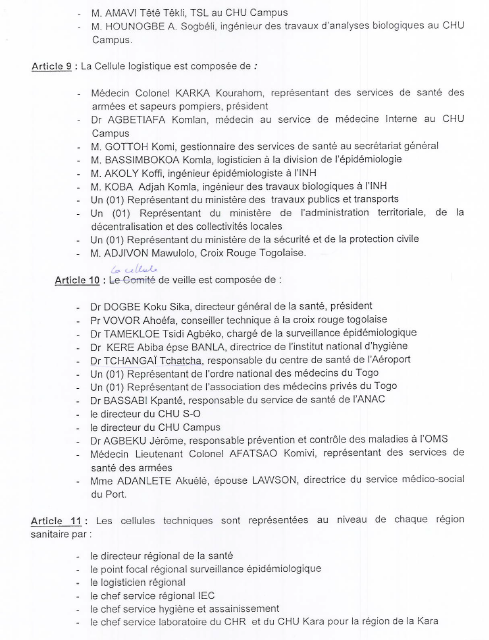 - M. AMAVI Têtê Têkli, TSL au CHU Campus
- M. HOUNOGBE A. Sogbéli, ingénieur des travaux d'analyses biologiques au CHU
Campus.
Article 9 : La Cellule logistique est composée de :
- Médecin Colonel KARKA Kourahom, représentant des services de santé des
armées et sapeurs pompiers, président
- Dr AGBETIAFA Komlan, médecin au service de médecine Interne au CHU
Campus
- M. GOTTOH Komi, gestionnaire des services de santé au secrétariat général
- M. BASSIMBOKOA Komla, logisticien à la division de l'épidémiologie
- M. AKOLY Koffi, ingénieur épidémiologiste à l'INH
- M. KOBA Adjah Komla, ingénieur des travaux biologiques à l'INH
- Un (01) Représentant du ministère des travaux publics et transports
- Un (01) Représentant du ministère de l'administration territoriale, de la
décentralisation et des collectivités locales
- Un (01) Représentant du ministère de la sécurité et de la protection civile
- M. ADJIVON Mawulolo, Croix Rouge Togolaise.
la cellule
Article 10 : Le Comité de veille est composée de :
- Dr DOGBE Koku Sika, directeur général de la santé, président
- Pr VOVOR Ahoéfa, conseiller technique à la croix rouge togolaise
- Dr TAMEKLOE Tsidi Agbéko, chargé de la surveillance épidémiologique
- Dr KERE Abiba épse BANLA, directrice de l'institut national d'hygiène
- Dr TCHANGAÏ Tchatcha, responsable du centre de santé de l'Aéroport
- Un (01) Représentant de l'ordre national des médecins du Togo
- Un (01) Représentant de l'association des médecins privés du Togo
- Dr BASSABI Kpanté, responsable du service de santé de l'ANAC
- le directeur du CHU S-O
- le directeur du CHU Campus
- Dr AGBEKU Jérôme, responsable prévention et contrôle des maladies à l'OMS
- Médecin Lieutenant Colonel AFATSAO Komivi, représentant des services de
santé des armées
- Mme ADANLETE Akuélé, épouse LAWSON, directrice du service médico-social
du Port.
Article 11 : Les cellules techniques sont représentées au niveau de chaque région
sanitaire par :
- le directeur régional de la santé
- le point focal régional surveillance épidémiologique
- le logisticien régional
- le chef service régional IEC
- le chef service hygiène et assainissement
- le chef service laboratoire du CHR et du CHU Kara pour la région de la Kara